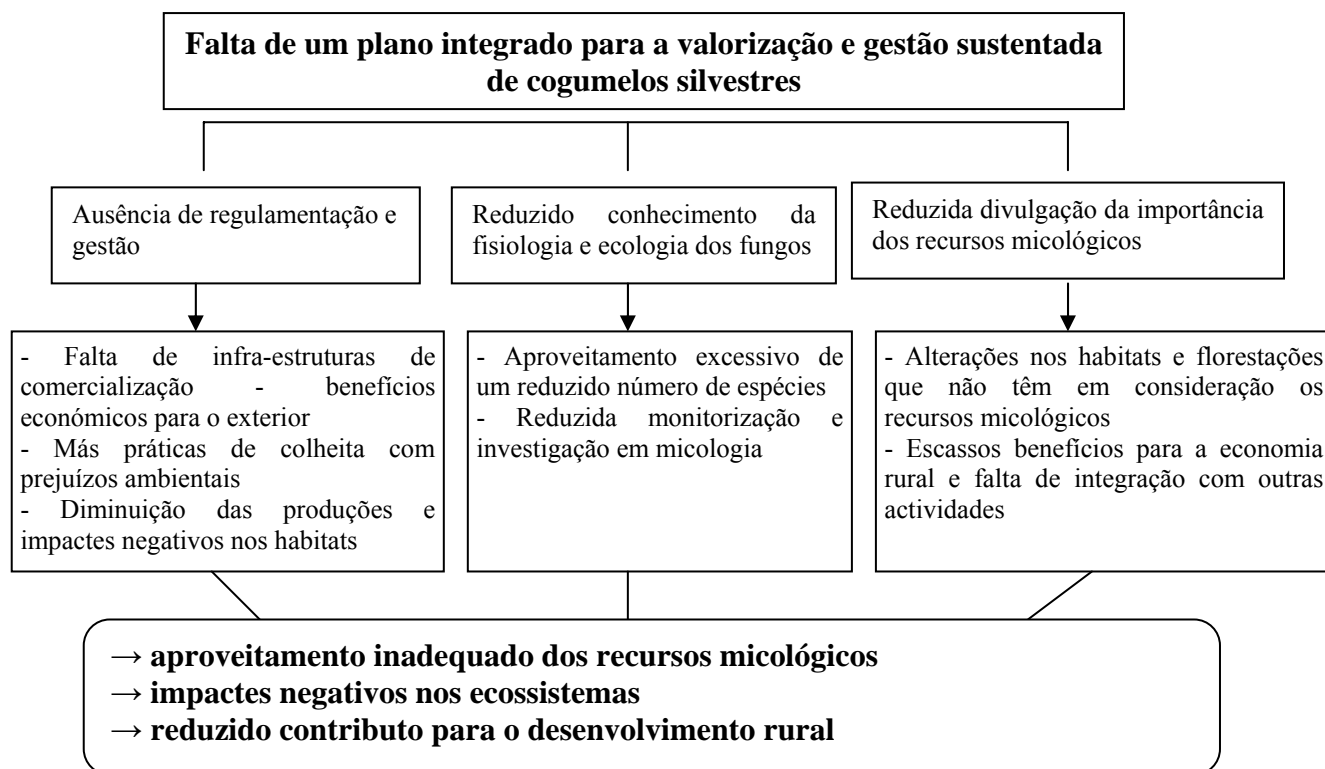 Falta de um plano integrado para a valorização e gestão sustentada
de cogumelos silvestres
Ausência de regulamentação e
gestão
Reduzido conhecimento da
fisiologia e ecologia dos fungos
Reduzida divulgação da importância
dos recursos micológicos
- Falta de infra-estruturas de
comercialização - benefícios
económicos para o exterior
- Más práticas de colheita com
prejuízos ambientais
- Diminuição das produções e
impactes negativos nos habitats
- Aproveitamento excessivo de
um reduzido número de espécies
- Reduzida monitorização e
investigação em micologia
- Alterações nos habitats e florestações
que não têm em consideração os
recursos micológicos
- Escassos benefícios para a economia
rural e falta de integração com outras
actividades
→ aproveitamento inadequado dos recursos micológicos
→ impactes negativos nos ecossistemas
→ reduzido contributo para o desenvolvimento rural